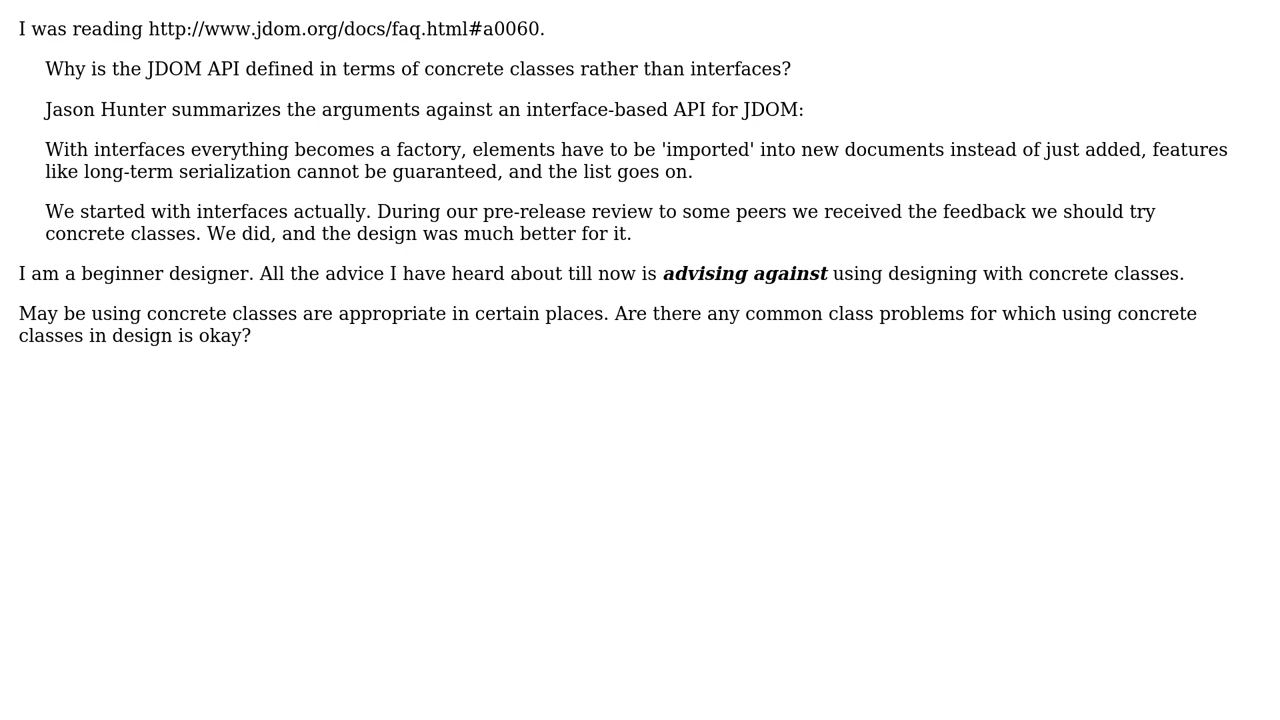 I was reading http://www.jdom.org/docs/faq.html#a0060.
Why is the JDOM API defined in terms of concrete classes rather than interfaces?
Jason Hunter summarizes the arguments against an interface-based API for JDOM:
With interfaces everything becomes a factory, elements have to be 'imported' into new documents instead of just added, features
like long-term serialization cannot be guaranteed, and the list goes on.
We started with interfaces actually. During our pre-release review to some peers we received the feedback we should try
concrete classes. We did, and the design was much better for it.
I am a beginner designer. All the advice I have heard about till now is advising against using designing with concrete classes.
May be using concrete classes are appropriate in certain places. Are there any common class problems for which using concrete
classes in design is okay?